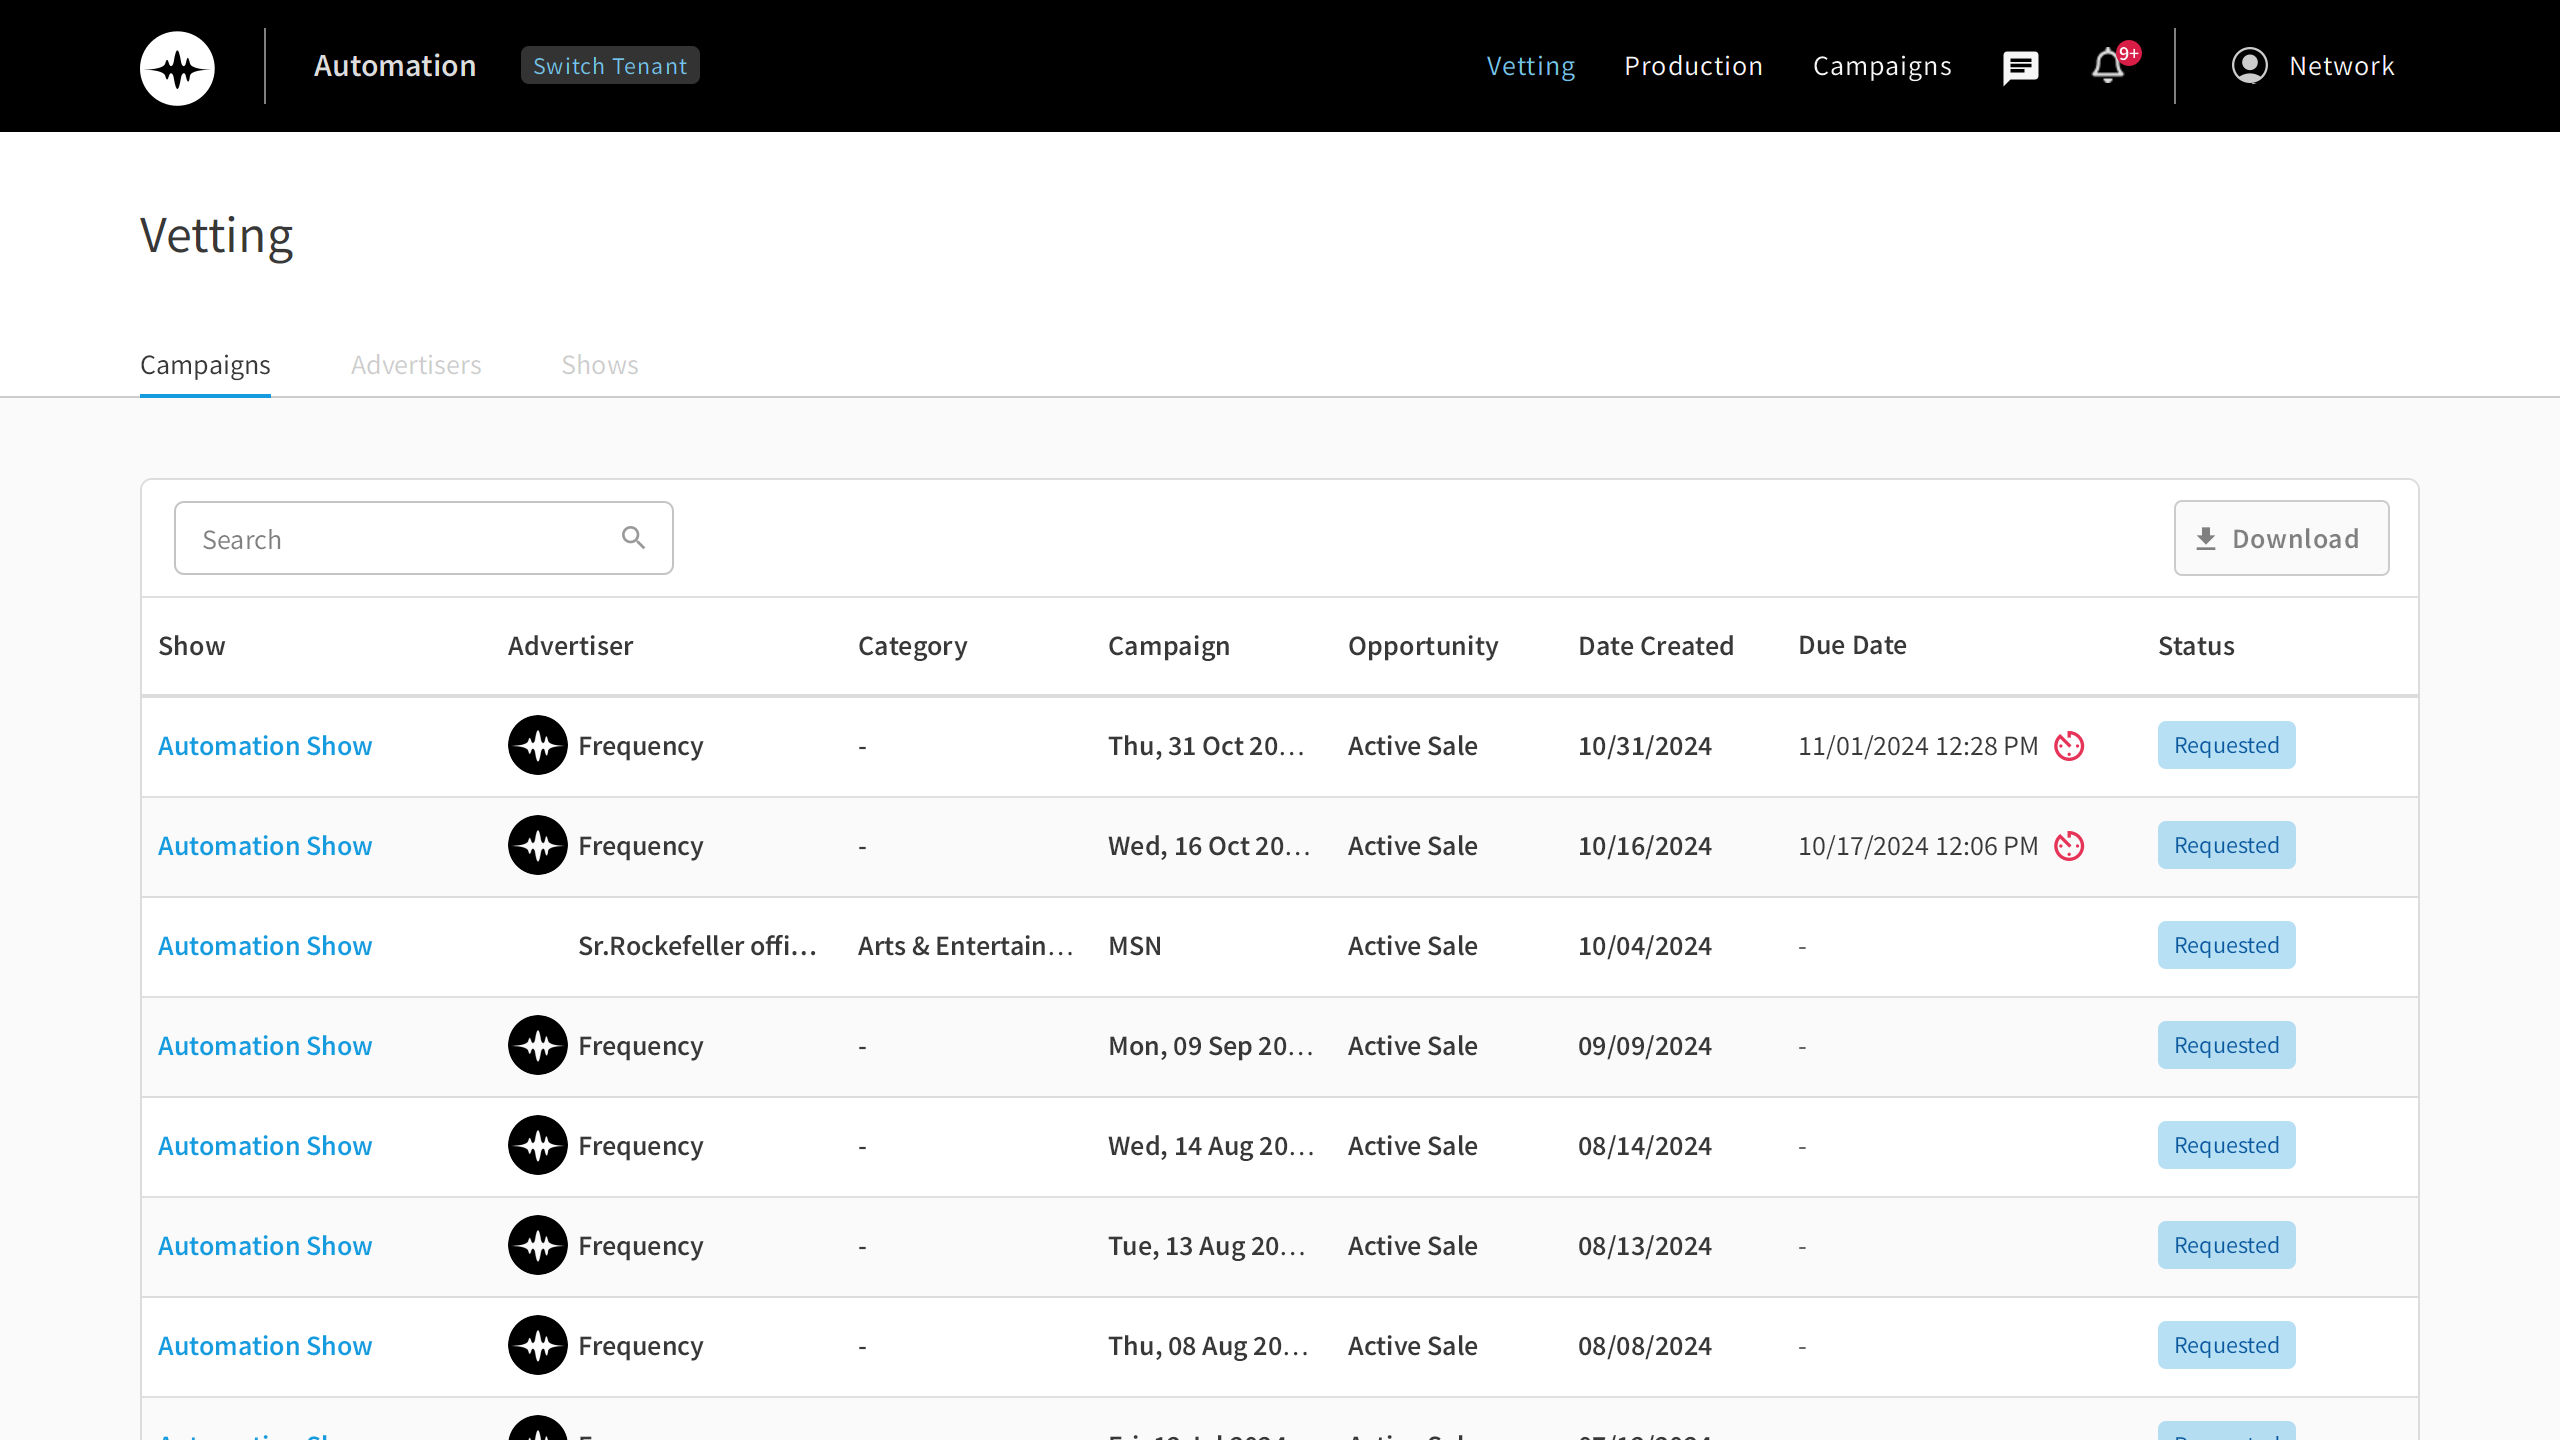 Automation Switch Tenant Vetting Production Campaigns 9+ Network
Vetting
Campaigns Advertisers Shows
Search Download
Show Advertiser Category Campaign Opportunity Date Created Due Date Status
Automation Show Frequency - Thu, 31 Oct 20... Active Sale 10/31/2024 11/01/2024 12:28 PM Requested
Automation Show Frequency - Wed, 16 Oct 20... Active Sale 10/16/2024 10/17/2024 12:06 PM Requested
Automation Show Sr.Rockefeller offi... Arts & Entertain... MSN Active Sale 10/04/2024 - Requested
Automation Show Frequency - Mon, 09 Sep 20... Active Sale 09/09/2024 - Requested
Automation Show Frequency - Wed, 14 Aug 20... Active Sale 08/14/2024 - Requested
Automation Show Frequency - Tue, 13 Aug 20... Active Sale 08/13/2024 - Requested
Automation Show Frequency - Thu, 08 Aug 20... Active Sale 08/08/2024 - Requested